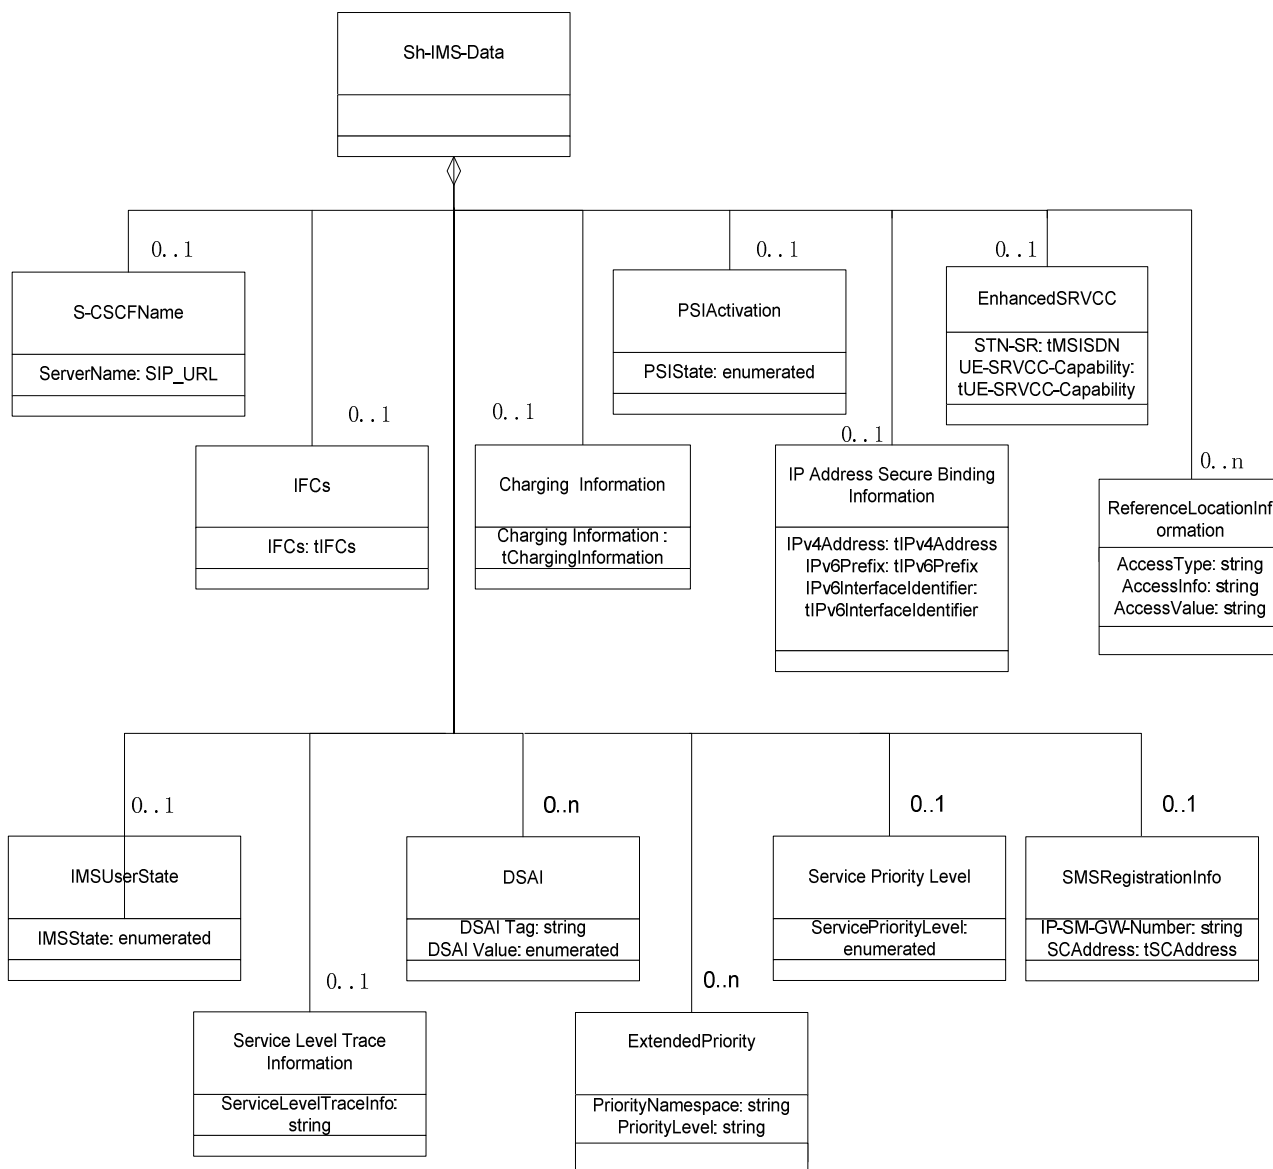 Sh-IMS-Data
0..1
S-CSCFName
ServerName: SIP_URL
0..1
IFCs
IFCs: tIFCs
0..1
Charging Information
Charging Information :
tChargingInformation
0..1
PSIActivation
PSIState: enumerated
0..1
IP Address Secure Binding
Information
IPv4Address: tIPv4Address
IPv6Prefix: tIPv6Prefix
IPv6InterfaceIdentifier:
tIPv6InterfaceIdentifier
0..1
EnhancedSRVCC
STN-SR: tMSISDN
UE-SRVCC-Capability:
tUE-SRVCC-Capability
0..n
ReferenceLocationInf
ormation
AccessType: string
AccessInfo: string
AccessValue: string
0..1
IMSUserState
IMSState: enumerated
0..1
Service Level Trace
Information
ServiceLevelTraceInfo:
string
0..n
DSAI
DSAI Tag: string
DSAI Value: enumerated
0..n
ExtendedPriority
PriorityNamespace: string
PriorityLevel: string
0..1
Service Priority Level
ServicePriorityLevel:
enumerated
0..1
SMSRegistrationInfo
IP-SM-GW-Number: string
SCAddress: tSCAddress